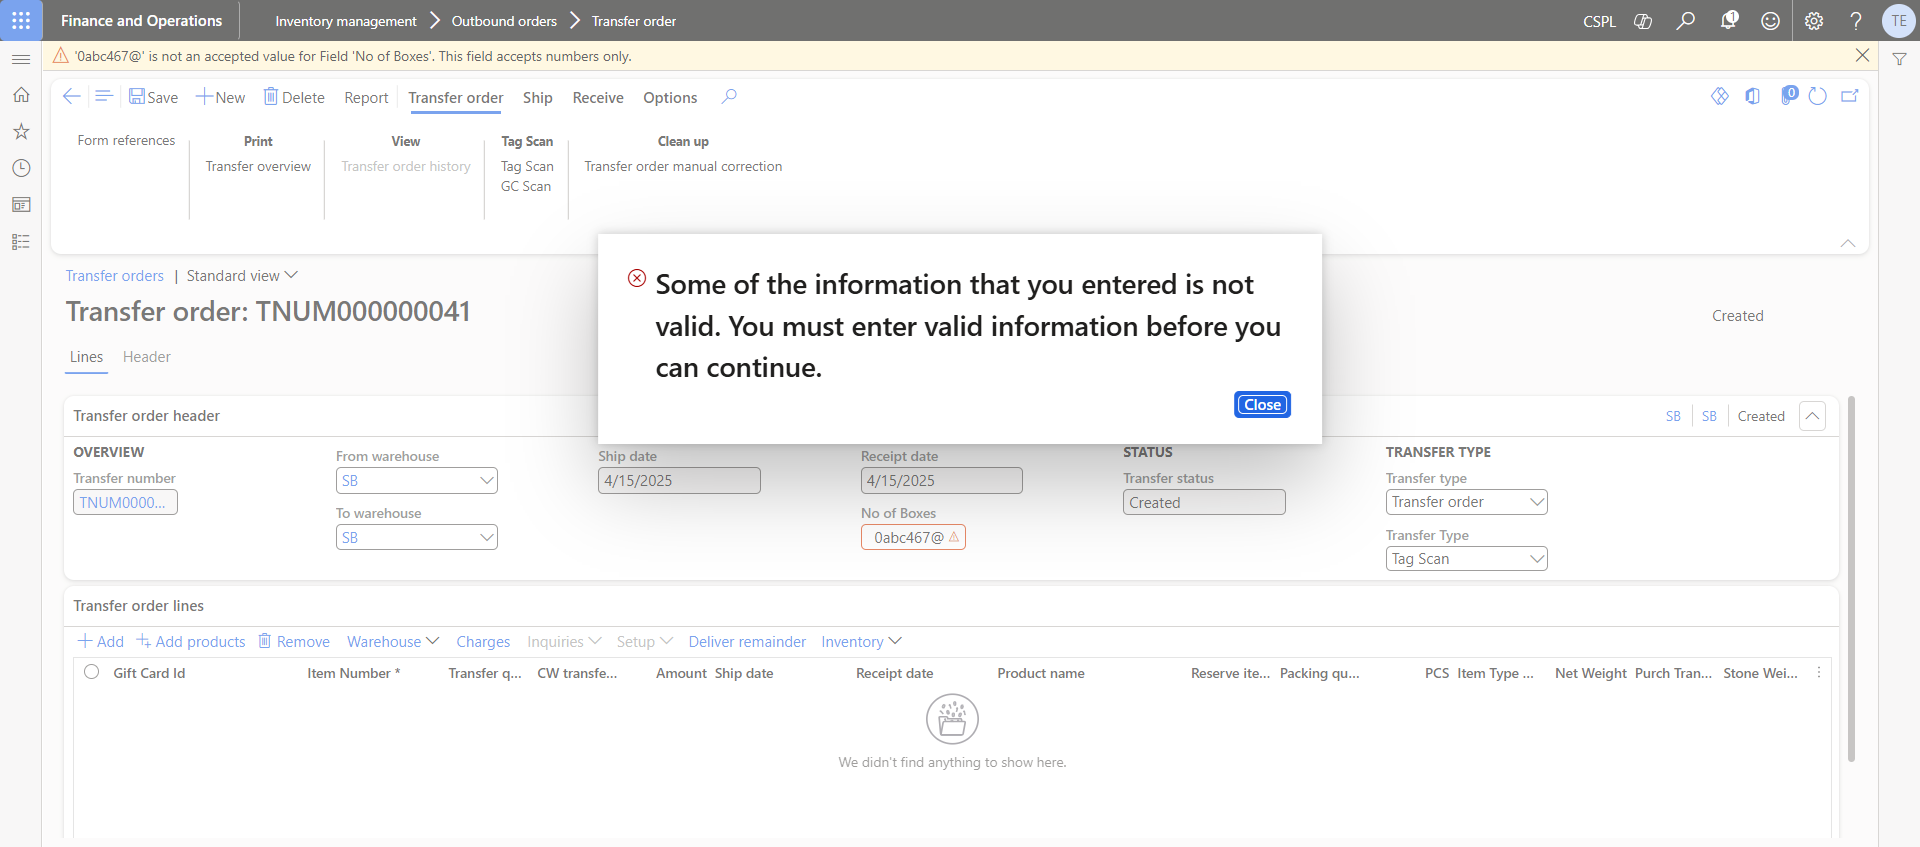 Finance and Operations
Inventory management
Outbound orders
Transfer order
CSPL
1
TE
'0abc467@' is not an accepted value for Field 'No of Boxes'. This field accepts numbers only.
Save
New
Delete
Report
Transfer order
Ship
Receive
Options
0
Form references
Print
Transfer overview
View
Transfer order history
Tag Scan
Tag Scan
GC Scan
Clean up
Transfer order manual correction
Some of the information that you entered is not
valid. You must enter valid information before you
can continue.
Close
Transfer orders | Standard view
Transfer order: TNUM000000041
Created
Lines
Header
Transfer order header
SB
SB
Created
OVERVIEW
Transfer number
TNUM0000...
From warehouse
SB
To warehouse
SB
Ship date
4/15/2025
Receipt date
4/15/2025
No of Boxes
0abc467@
STATUS
Transfer status
Created
TRANSFER TYPE
Transfer type
Transfer order
Transfer Type
Tag Scan
Transfer order lines
Add
Add products
Remove
Warehouse
Charges
Inquiries
Setup
Deliver remainder
Inventory
Gift Card Id
Item Number *
Transfer q...
CW transfe...
Amount
Ship date
Receipt date
Product name
Reserve ite...
Packing qu...
PCS
Item Type ...
Net Weight
Purch Tran...
Stone Wei...
We didn't find anything to show here.